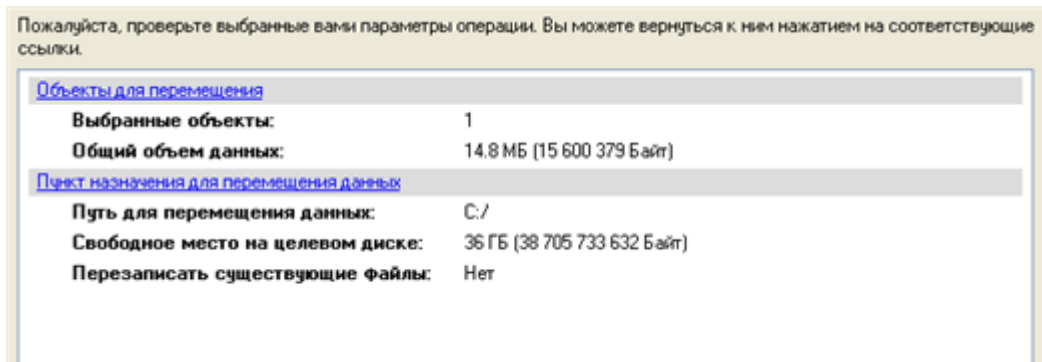 Пожалуйста, проверьте выбранные вами параметры операции. Вы можете вернуться к ним нажатием на соответствующие
ссылки.
Объекты для перемещения
Выбранные объекты: 1
Общий объем данных: 14.8 МБ (15 600 379 Байт)
Пункт назначения для перемещения данных
Путь для перемещения данных: C:/
Свободное место на целевом диске: 36 ГБ (38 705 733 632 Байт)
Перезаписать существующие файлы: Нет